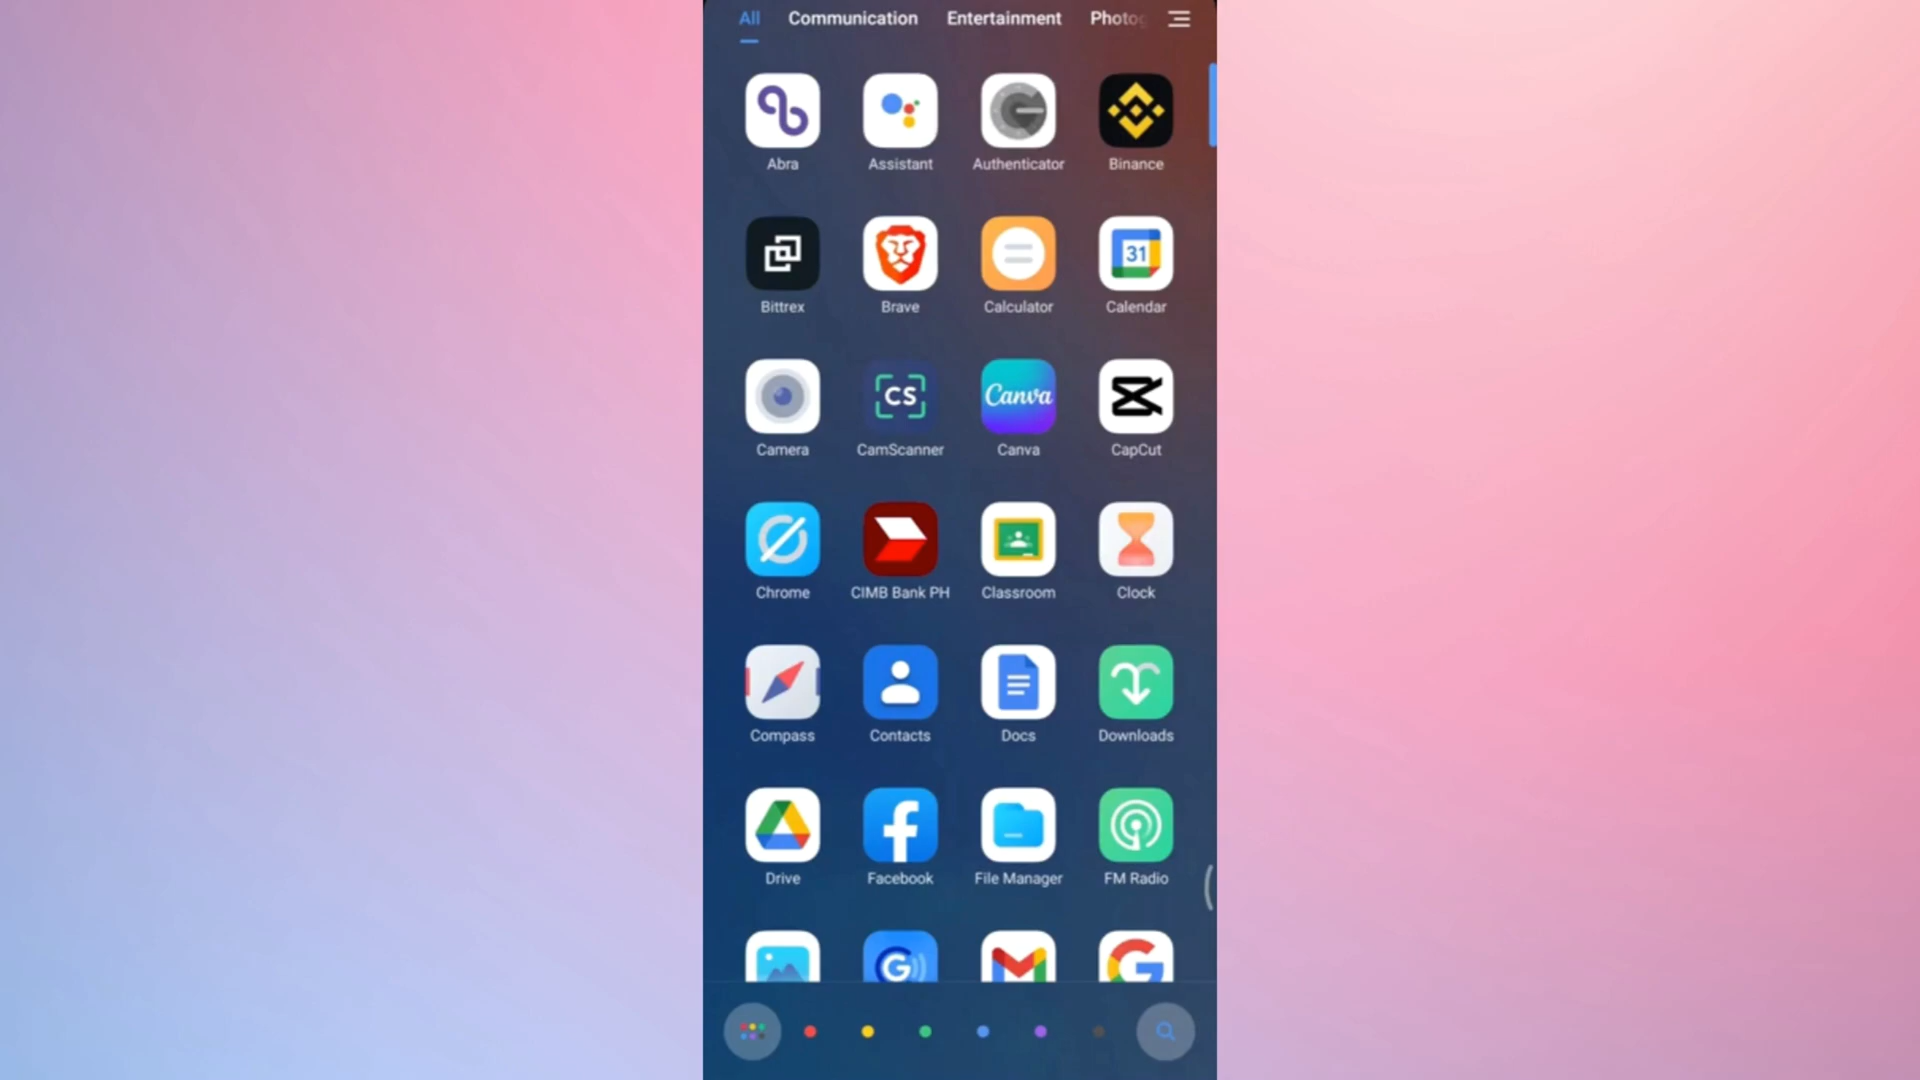 All Communication Entertainment Photog
Abra Assistant Authenticator Binance
31
Bittrex Brave Calculator Calendar
CS Canva
Camera CamScanner Canva CapCut
Chrome CIMB Bank PH Classroom Clock
Compass Contacts Docs Downloads
Drive Facebook File Manager FM Radio